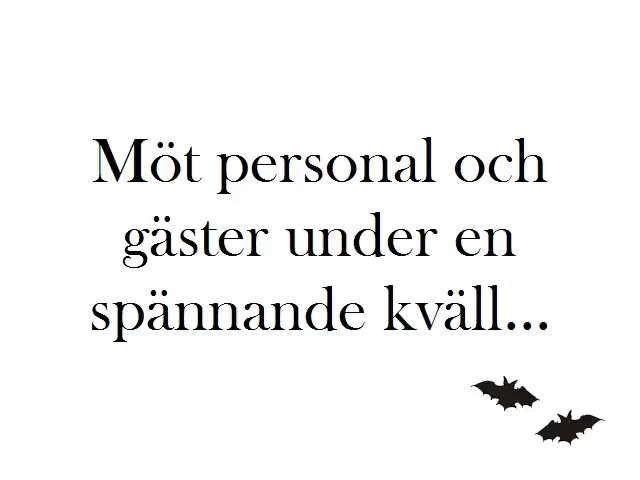 Möt personal och
gäster under en
spännande kväll...